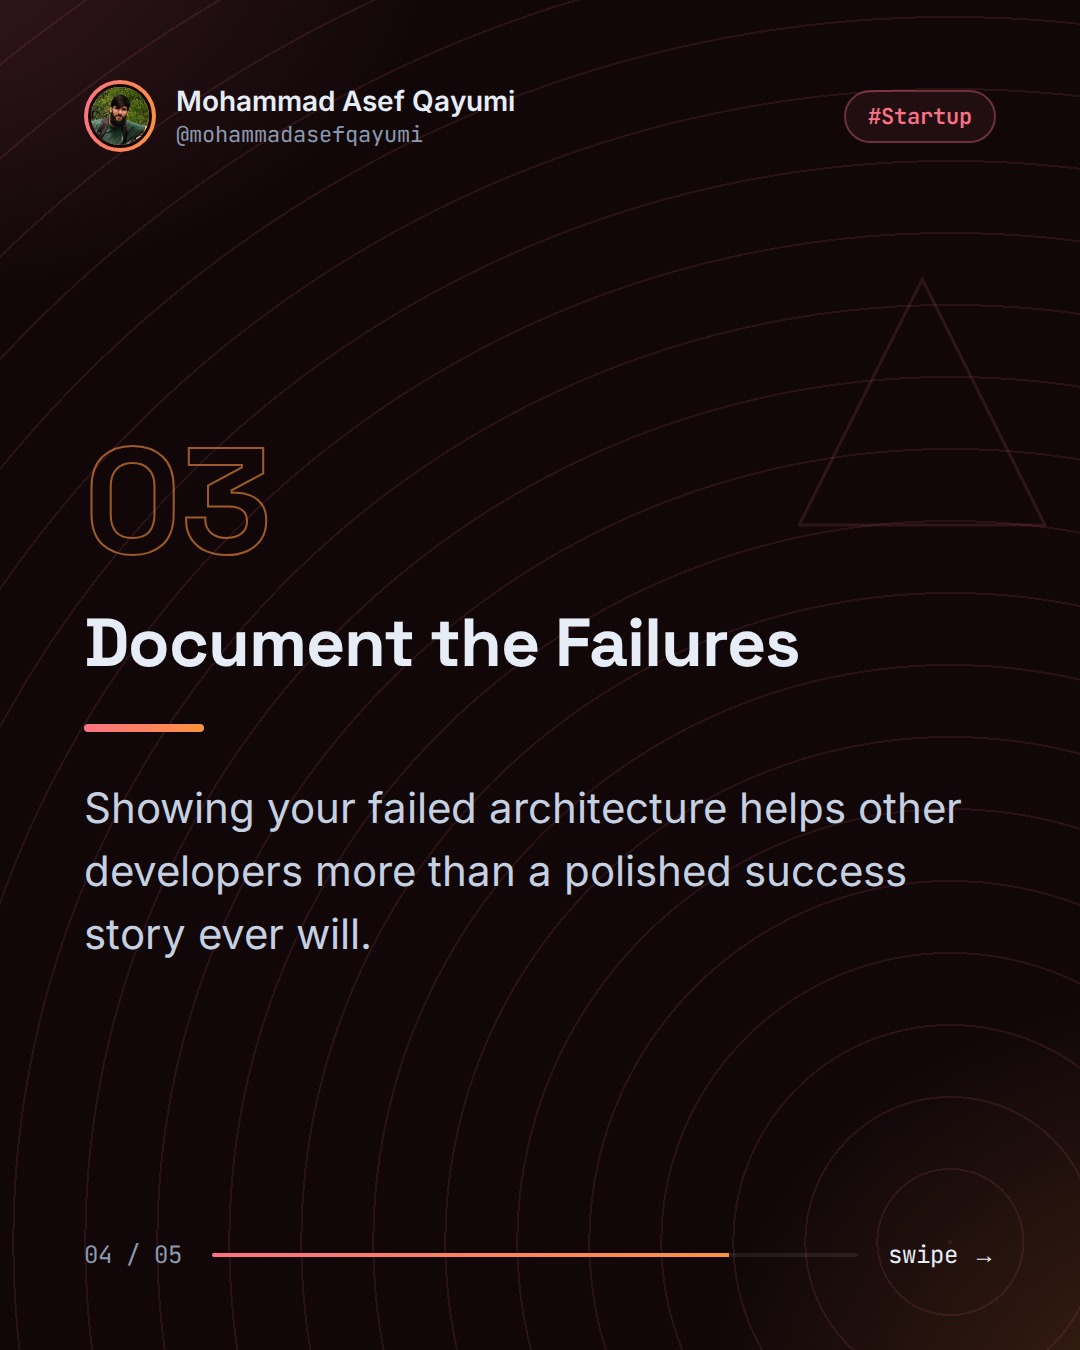 Mohammad Asef Qayumi
@mohammadasefqayumi
#Startup
03
Document the Failures
Showing your failed architecture helps other
developers more than a polished success
story ever will.
04 / 05
swipe →